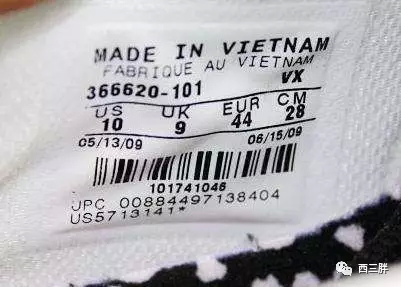 MADE IN VIETNAM
FABRIQUE AU VIETNAM
366620-101 VX
US UK EUR CM
10 9 44 28
05/13/09 06/15/09
101741046
UPC 00884497138404
US5713141*
西三胖